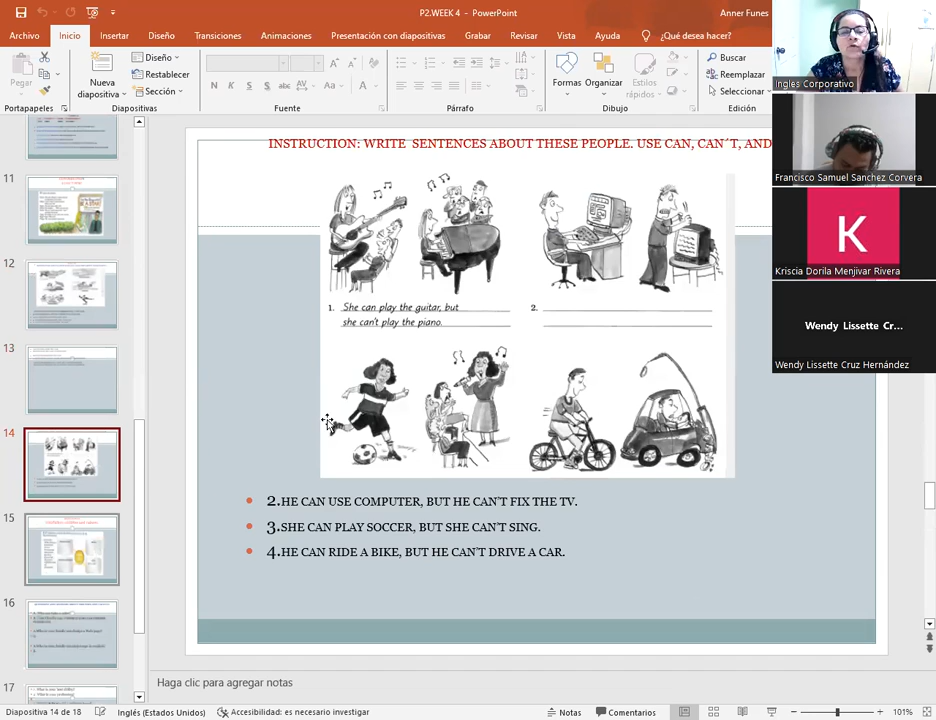 P2.WEEK 4 - PowerPoint
Anner Funes
Archivo
Inicio
Insertar
Diseño
Transiciones
Animaciones
Presentación con diapositivas
Grabar
Revisar
Vista
Ayuda
¿Qué desea hacer?
Pegar
Nueva
diapositiva
Diseño
Restablecer
Sección
N K S abc AV Aa A
Formas
Organizar
Estilos
rápidos
Buscar
Reemplazar
Seleccionar
Portapapeles
Diapositivas
Fuente
Párrafo
Dibujo
Edición
Inglés Corporativo
Francisco Samuel Sanchez Corvera
K
Kriscia Dorila Menjivar Rivera
Wendy Lissette Cr...
Wendy Lissette Cruz Hernández
11
12
13
14
15
16
17
INSTRUCTION: WRITE SENTENCES ABOUT THESE PEOPLE. USE CAN, CAN´T, AND
1. She can play the guitar, but
she can't play the piano.
2.
2.HE CAN USE COMPUTER, BUT HE CAN'T FIX THE TV.
3.SHE CAN PLAY SOCCER, BUT SHE CAN'T SING.
4.HE CAN RIDE A BIKE, BUT HE CAN'T DRIVE A CAR.
Haga clic para agregar notas
Diapositiva 14 de 18
Inglés (Estados Unidos)
Accesibilidad: es necesario investigar
Notas
Comentarios
101%